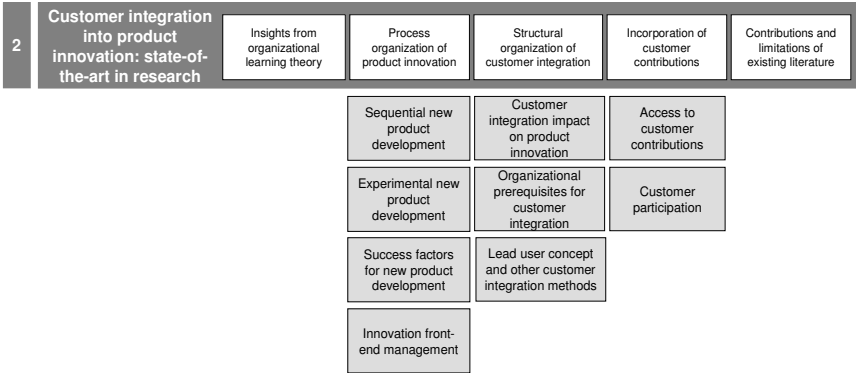 2
Customer integration
into product
innovation: state-of-
the-art in research
Insights from
organizational
learning theory
Process
organization of
product innovation
Structural
organization of
customer integration
Incorporation of
customer
contributions
Contributions and
limitations of
existing literature
Sequential new
product
development
Customer
integration impact
on product
innovation
Access to
customer
contributions
Experimental new
product
development
Organizational
prerequisites for
customer
integration
Customer
participation
Success factors
for new product
development
Lead user concept
and other customer
integration methods
Innovation front-
end management